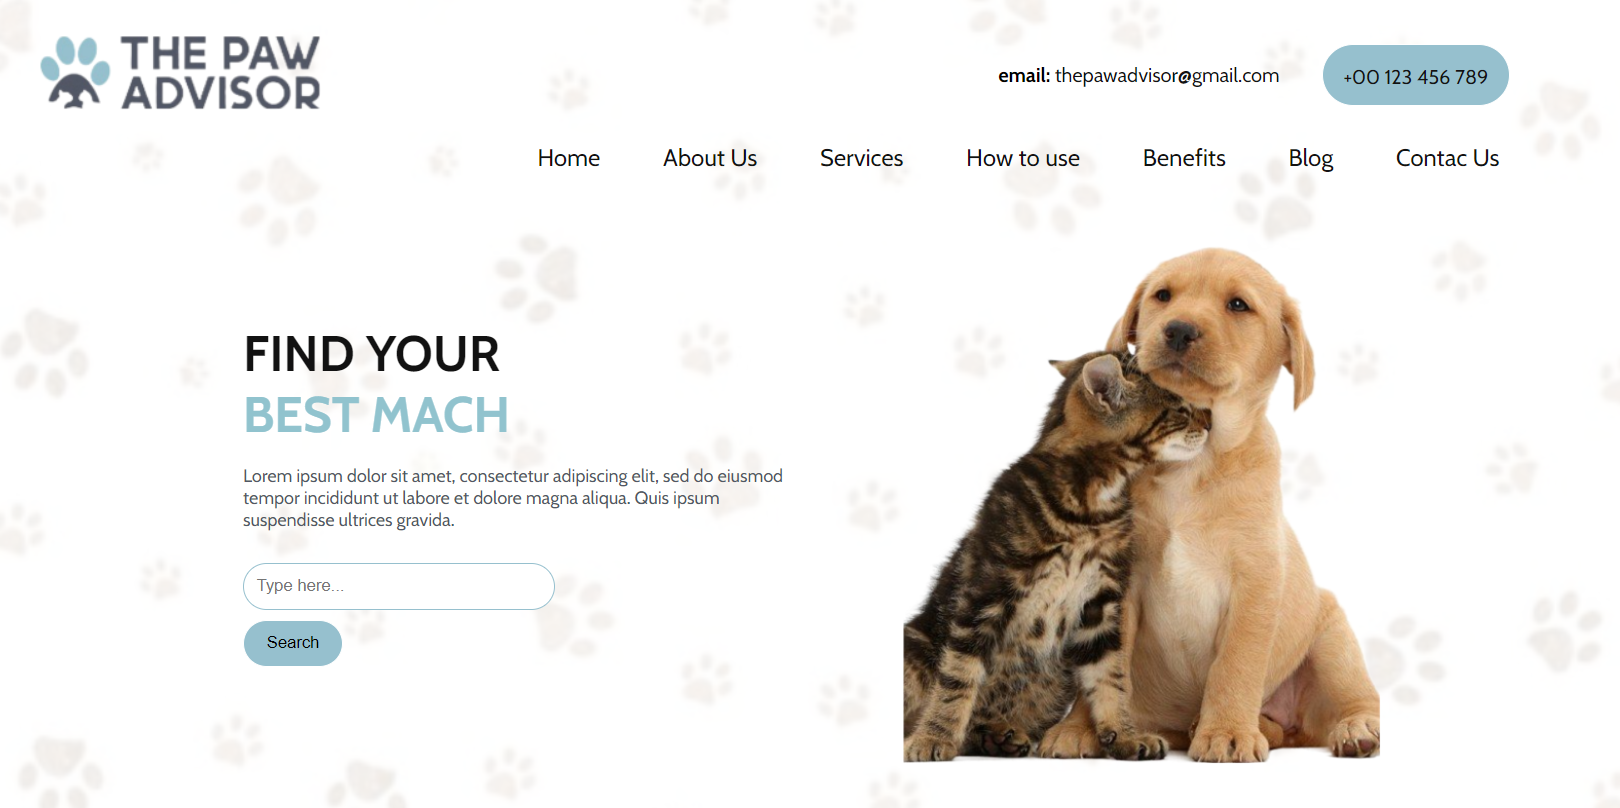 THE PAW
ADVISOR
email: thepawadvisor@gmail.com
+00 123 456 789
Home About Us Services How to use Benefits Blog Contac Us
FIND YOUR
BEST MACH
Lorem ipsum dolor sit amet, consectetur adipiscing elit, sed do eiusmod
tempor incididunt ut labore et dolore magna aliqua. Quis ipsum
suspendisse ultrices gravida.
Type here...
Search